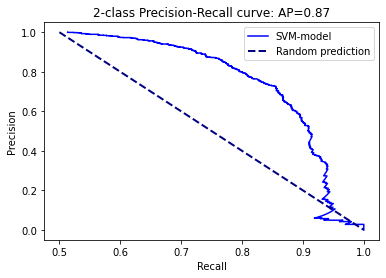 2-class Precision-Recall curve: AP=0.87
SVM-model
Random prediction
Precision
1.0
0.8
0.6
0.4
0.2
0.0
0.5 0.6 0.7 0.8 0.9 1.0
Recall